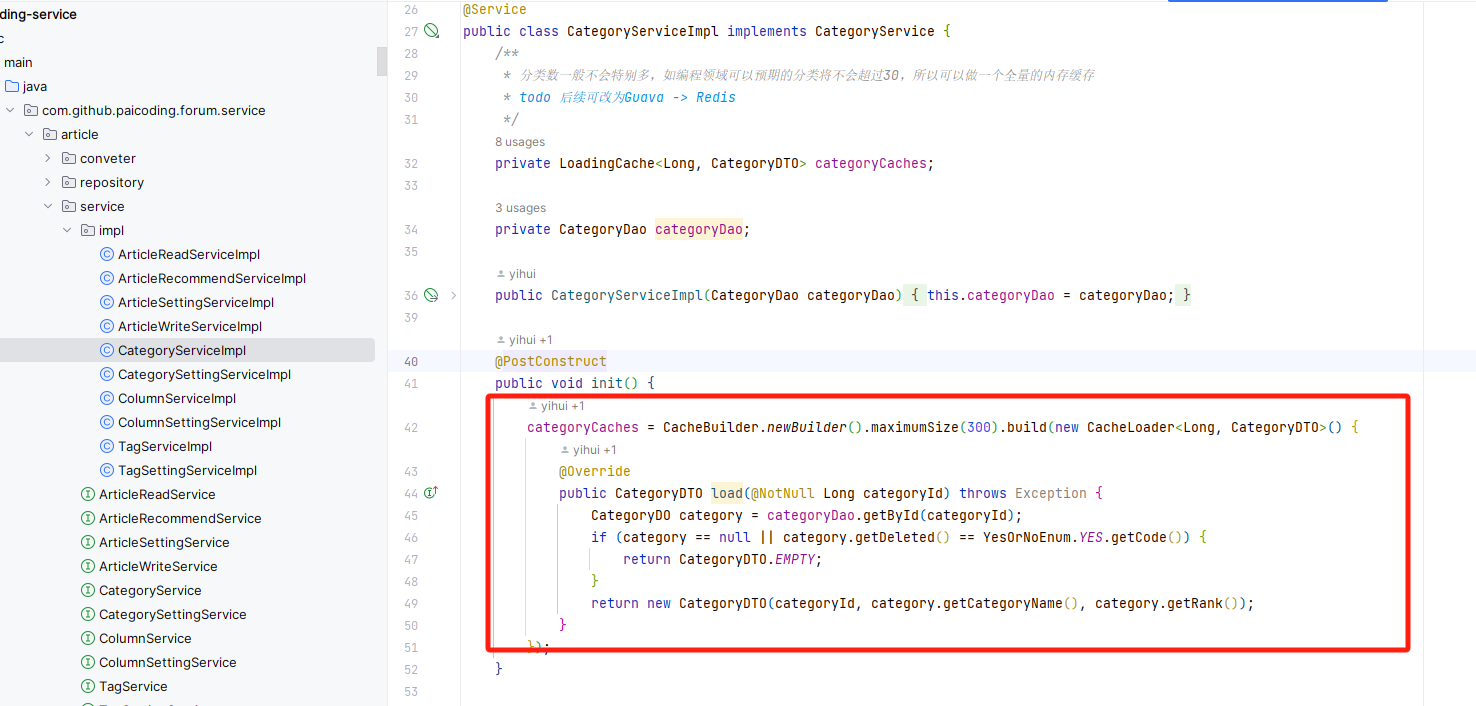 ding-service
c
main
java
com.github.paicoding.forum.service
article
conveter
repository
service
impl
ArticleReadServiceImpl
ArticleRecommendServiceImpl
ArticleSettingServiceImpl
ArticleWriteServiceImpl
CategoryServiceImpl
CategorySettingServiceImpl
ColumnServiceImpl
ColumnSettingServiceImpl
TagServiceImpl
TagSettingServiceImpl
ArticleReadService
ArticleRecommendService
ArticleSettingService
ArticleWriteService
CategoryService
CategorySettingService
ColumnService
ColumnSettingService
TagService
26 @Service
27 public class CategoryServiceImpl implements CategoryService {
28 /**
29 * 分类数一般不会特别多，如编程领域可以预期的分类将不会超过30，所以可以做一个全量的内存缓存
30 * todo 后续可改为Guava -> Redis
31 */
8 usages
32 private LoadingCache<Long, CategoryDTO> categoryCaches;
33
3 usages
34 private CategoryDao categoryDao;
35
yihui
36 public CategoryServiceImpl(CategoryDao categoryDao) { this.categoryDao = categoryDao; }
39
yihui +1
40 @PostConstruct
41 public void init() {
yihui +1
42 categoryCaches = CacheBuilder.newBuilder().maximumSize(300).build(new CacheLoader<Long, CategoryDTO>() {
yihui +1
43 @Override
44 public CategoryDTO load(@NotNull Long categoryId) throws Exception {
45 CategoryDO category = categoryDao.getById(categoryId);
46 if (category == null || category.getDeleted() == YesOrNoEnum.YES.getCode()) {
47 return CategoryDTO.EMPTY;
48 }
49 return new CategoryDTO(categoryId, category.getCategoryName(), category.getRank());
50 }
51 });
52 }
53